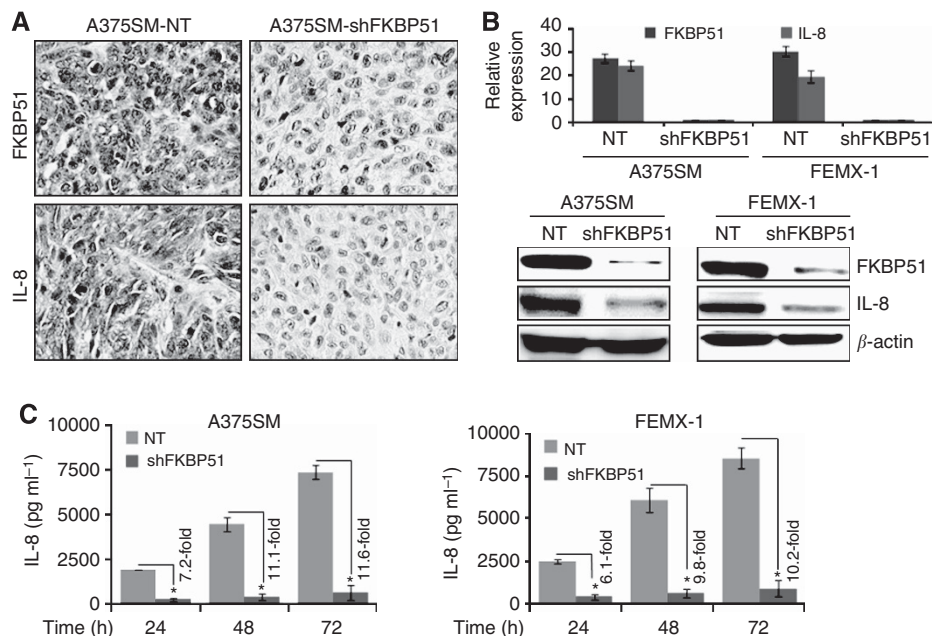 A
A375SM-NT
A375SM-shFKBP51
FKBP51
IL-8
B
Relative
expression
40
30
20
10
0
FKBP51
IL-8
NT
shFKBP51
NT
shFKBP51
A375SM
FEMX-1
A375SM
FEMX-1
NT
shFKBP51
NT
shFKBP51
FKBP51
IL-8
β-actin
C
A375SM
IL-8 (pg ml⁻¹)
10000
7500
5000
2500
0
NT
shFKBP51
*
7.2-fold
*
11.1-fold
*
11.6-fold
Time (h)
24
48
72
FEMX-1
IL-8 (pg ml⁻¹)
10000
7500
5000
2500
0
NT
shFKBP51
*
6.1-fold
*
9.8-fold
*
10.2-fold
Time (h)
24
48
72